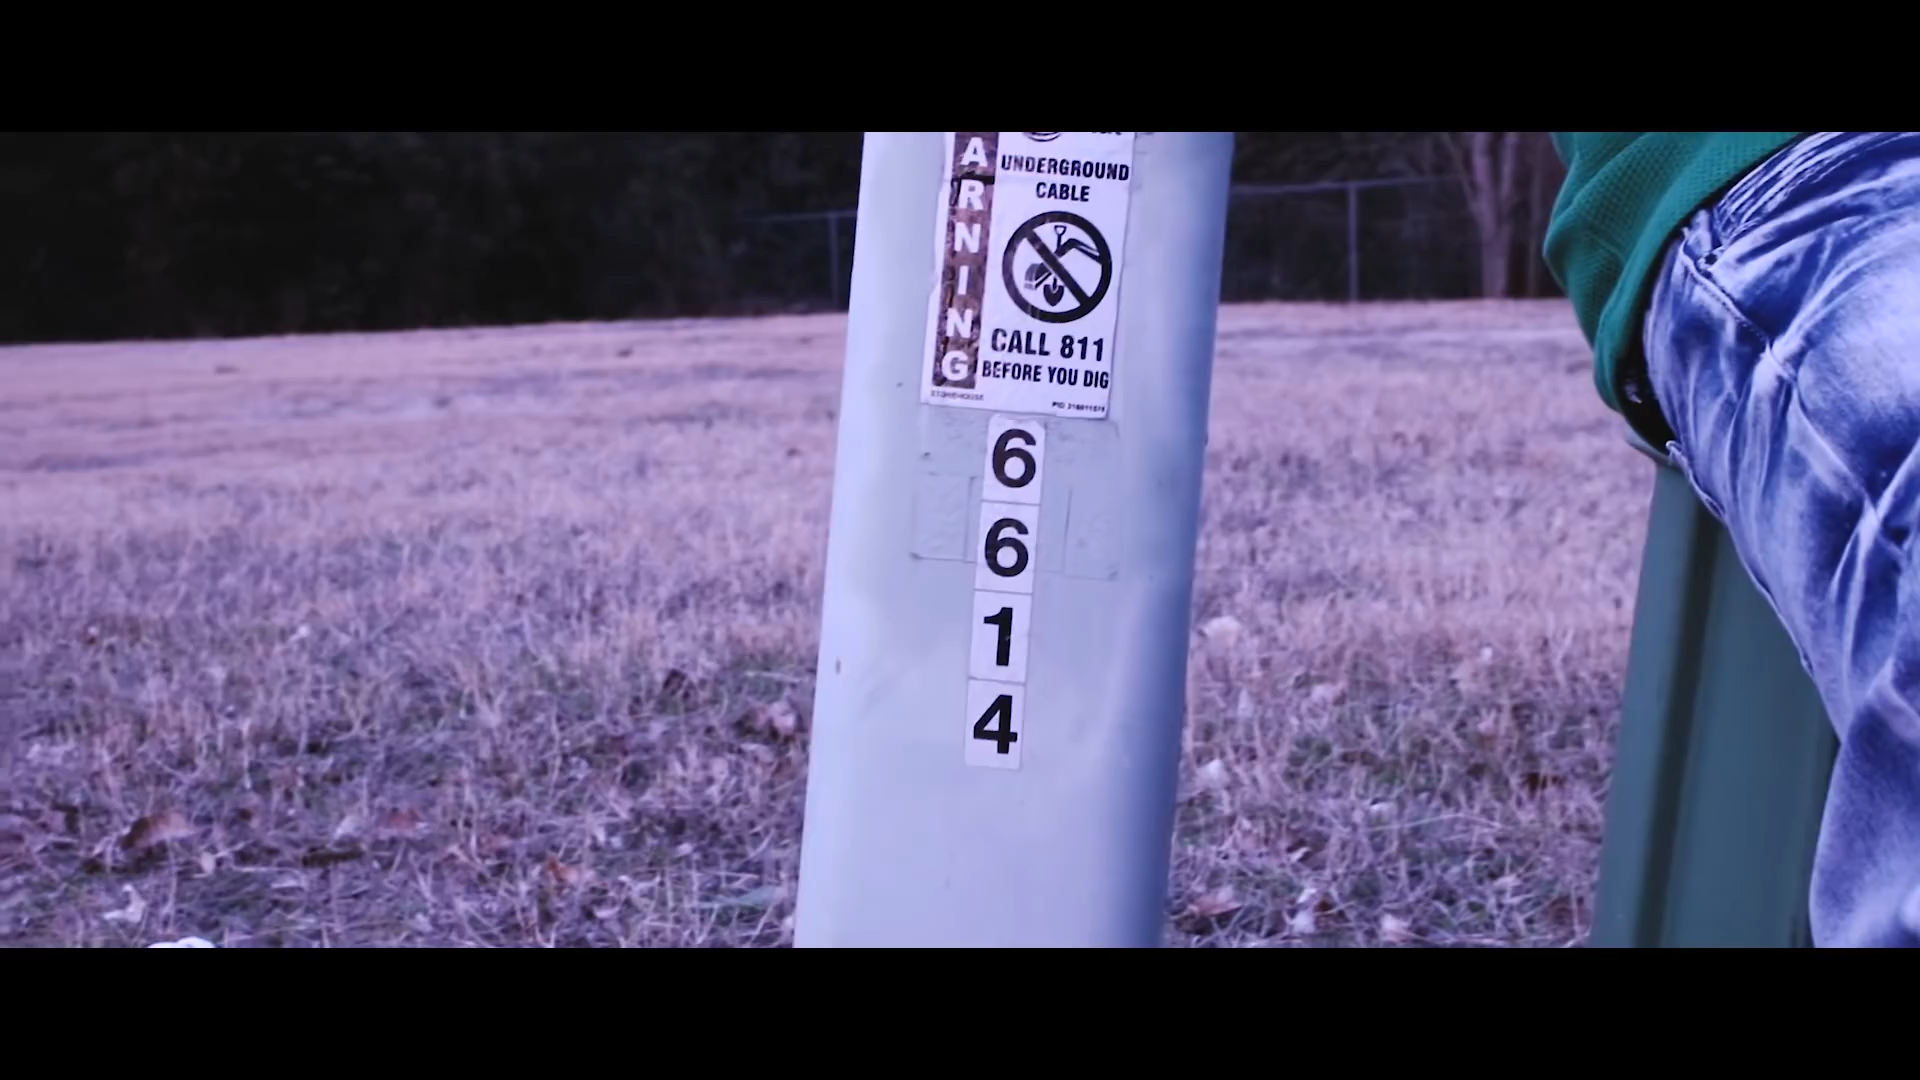 ARNING
UNDERGROUND
CABLE
CALL 811
BEFORE YOU DIG
6
6
1
4